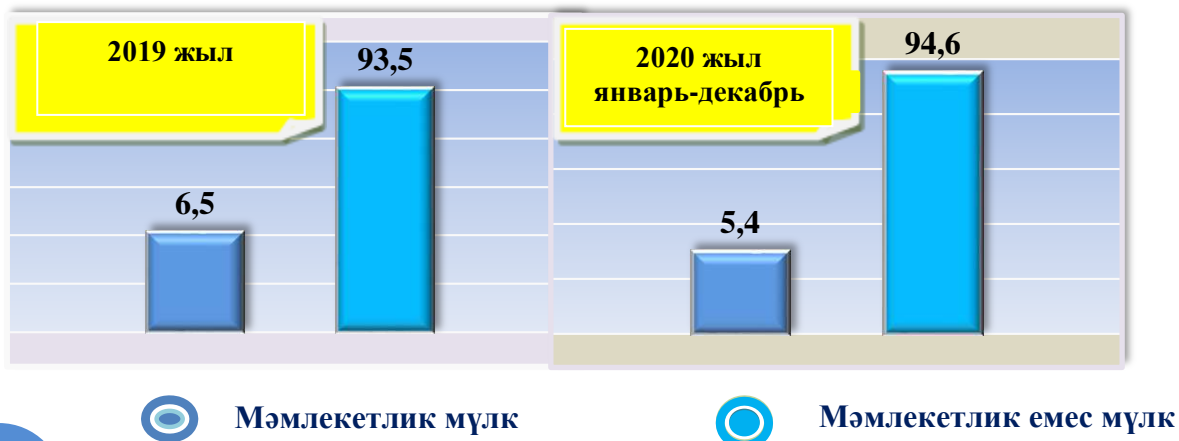 2019 жыл
93,5
6,5
2020 жыл
январь-декабрь
94,6
5,4
Мәмлекетлик мүлк
Мәмлекетлик емес мүлк